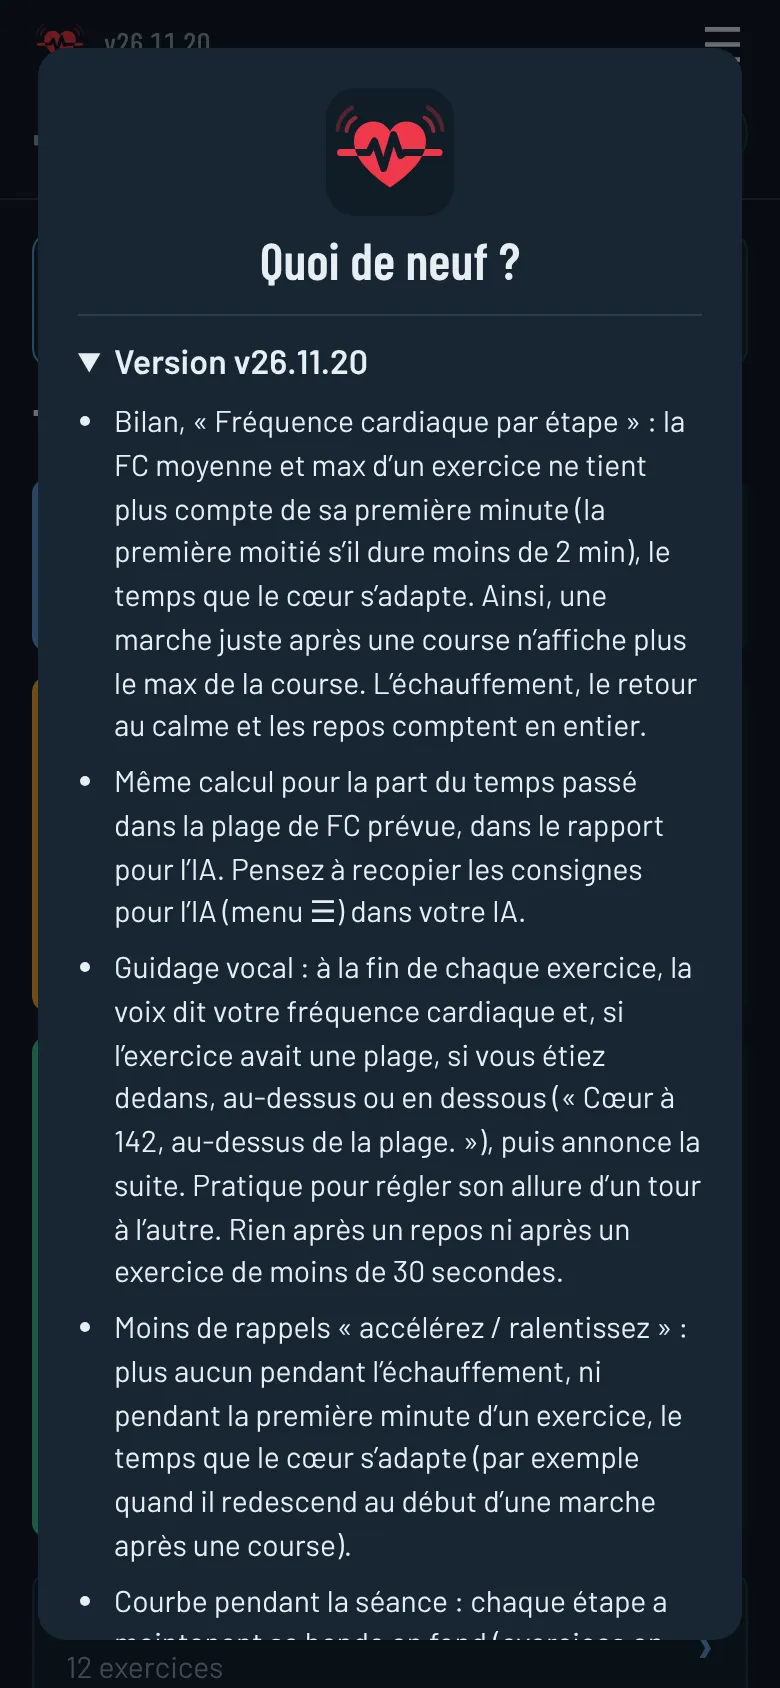 v26.11.20
Quoi de neuf ?
▼ Version v26.11.20
• Bilan, « Fréquence cardiaque par étape » : la
FC moyenne et max d’un exercice ne tient
plus compte de sa première minute (la
première moitié s’il dure moins de 2 min), le
temps que le cœur s’adapte. Ainsi, une
marche juste après une course n’affiche plus
le max de la course. L’échauffement, le retour
au calme et les repos comptent en entier.
• Même calcul pour la part du temps passé
dans la plage de FC prévue, dans le rapport
pour l’IA. Pensez à recopier les consignes
pour l’IA (menu ☰) dans votre IA.
• Guidage vocal : à la fin de chaque exercice, la
voix dit votre fréquence cardiaque et, si
l’exercice avait une plage, si vous étiez
dedans, au-dessus ou en dessous (« Cœur à
142, au-dessus de la plage. »), puis annonce la
suite. Pratique pour régler son allure d’un tour
à l’autre. Rien après un repos ni après un
exercice de moins de 30 secondes.
• Moins de rappels « accélérez / ralentissez » :
plus aucun pendant l’échauffement, ni
pendant la première minute d’un exercice, le
temps que le cœur s’adapte (par exemple
quand il redescend au début d’une marche
après une course).
• Courbe pendant la séance : chaque étape a
maintenant sa bande en fond (exercices en
12 exercices